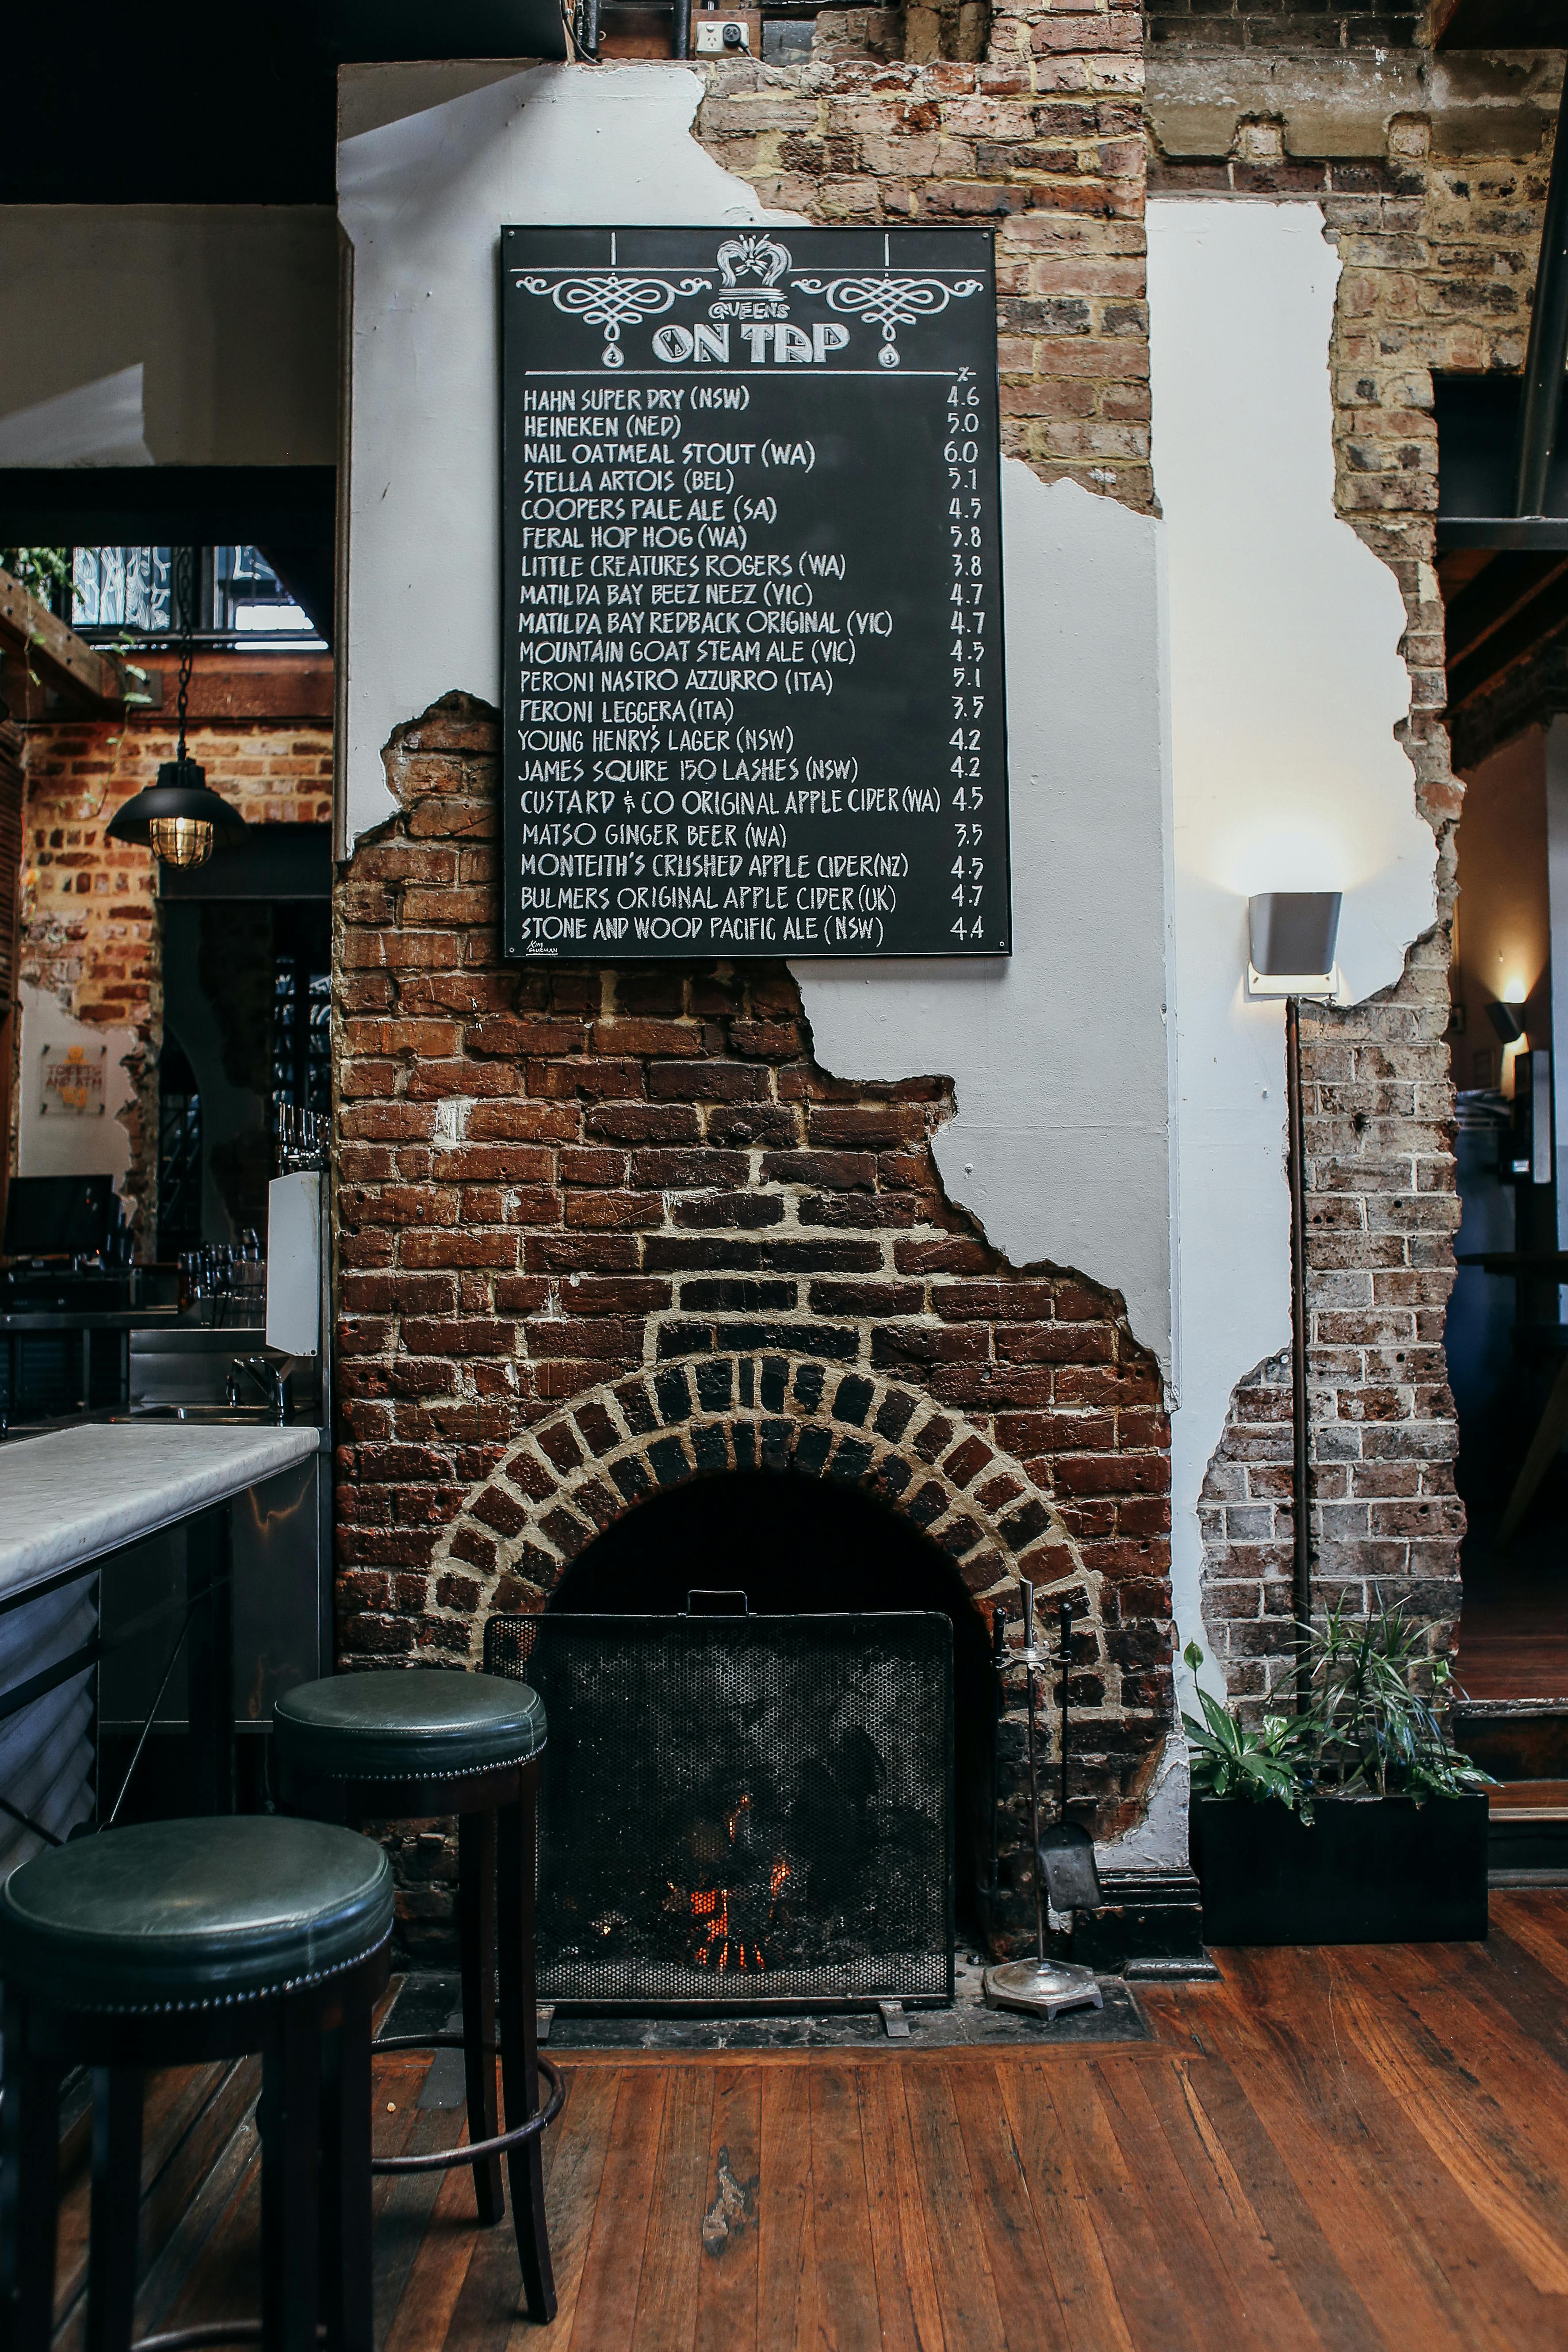 QUEENS
ON TAP
%
HAHN SUPER DRY (NSW) 4.6
HEINEKEN (NED) 5.0
NAIL OATMEAL STOUT (WA) 6.0
STELLA ARTOIS (BEL) 5.1
COOPERS PALE ALE (SA) 4.5
FERAL HOP HOG (WA) 5.8
LITTLE CREATURES ROGERS (WA) 3.8
MATILDA BAY BEEZ NEEZ (VIC) 4.7
MATILDA BAY REDBACK ORIGINAL (VIC) 4.7
MOUNTAIN GOAT STEAM ALE (VIC) 4.5
PERONI NASTRO AZZURRO (ITA) 5.1
PERONI LEGGERA (ITA) 3.5
YOUNG HENRY'S LAGER (NSW) 4.2
JAMES SQUIRE 150 LASHES (NSW) 4.2
CUSTARD & CO ORIGINAL APPLE CIDER (WA) 4.5
MATSO GINGER BEER (WA) 3.5
MONTEITH'S CRUSHED APPLE CIDER (NZ) 4.5
BULMERS ORIGINAL APPLE CIDER (UK) 4.7
STONE AND WOOD PACIFIC ALE (NSW) 4.4
KIM
TOILETS
AND ATM